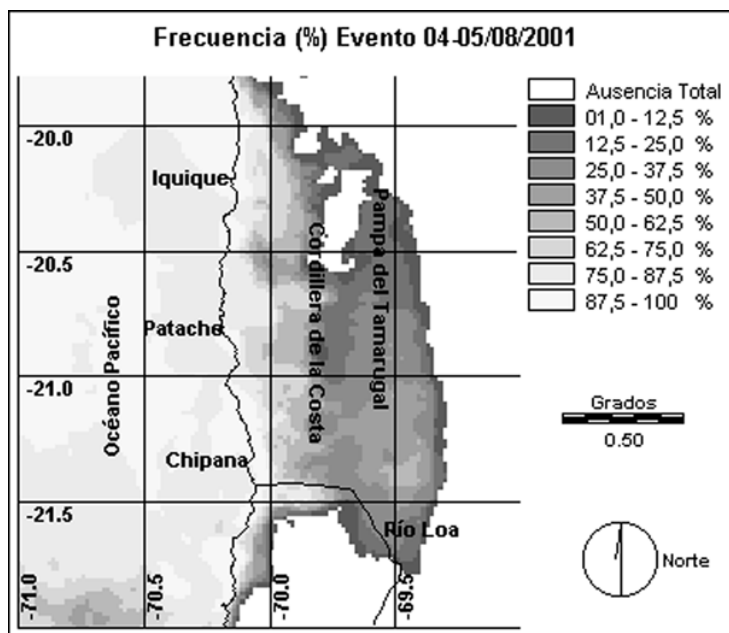 Frecuencia (%) Evento 04-05/08/2001
Ausencia Total
01,0 - 12,5 %
12,5 - 25,0 %
25,0 - 37,5 %
37,5 - 50,0 %
50,0 - 62,5 %
62,5 - 75,0 %
75,0 - 87,5 %
87,5 - 100 %
-20.0
Iquique
-20.5
Patache
-21.0
Chipana
-21.5
Océano Pacífico
Cordillera de la Costa
Pampa del Tamarugal
Río Loa
-71.0
-70.5
-70.0
-69.5
Grados
0.50
Norte